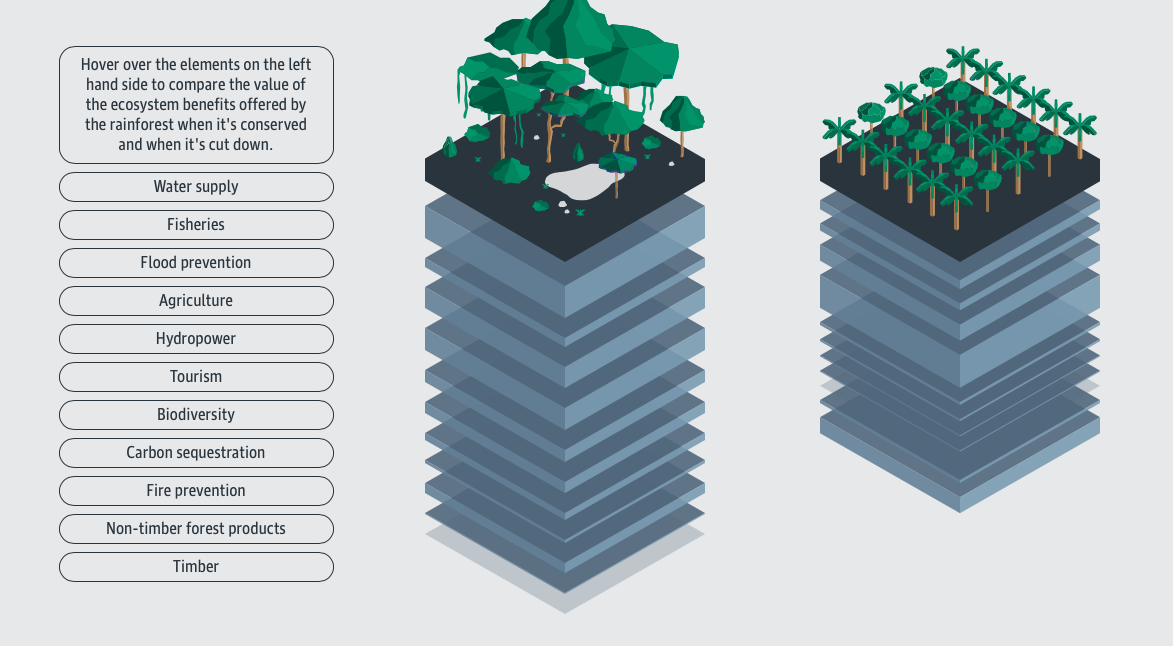 Hover over the elements on the left
hand side to compare the value of
the ecosystem benefits offered by
the rainforest when it's conserved
and when it's cut down.
Water supply
Fisheries
Flood prevention
Agriculture
Hydropower
Tourism
Biodiversity
Carbon sequestration
Fire prevention
Non-timber forest products
Timber